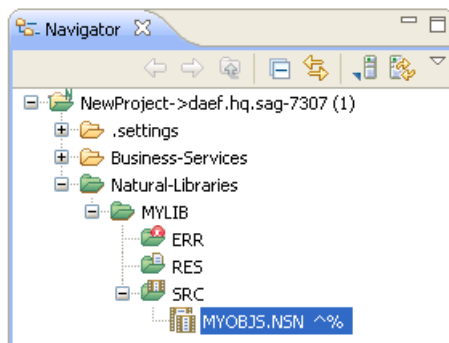 Navigator
NewProject->daef.hq.sag-7307 (1)
.settings
Business-Services
Natural-Libraries
MYLIB
ERR
RES
SRC
MYOBJS.NSN ^%